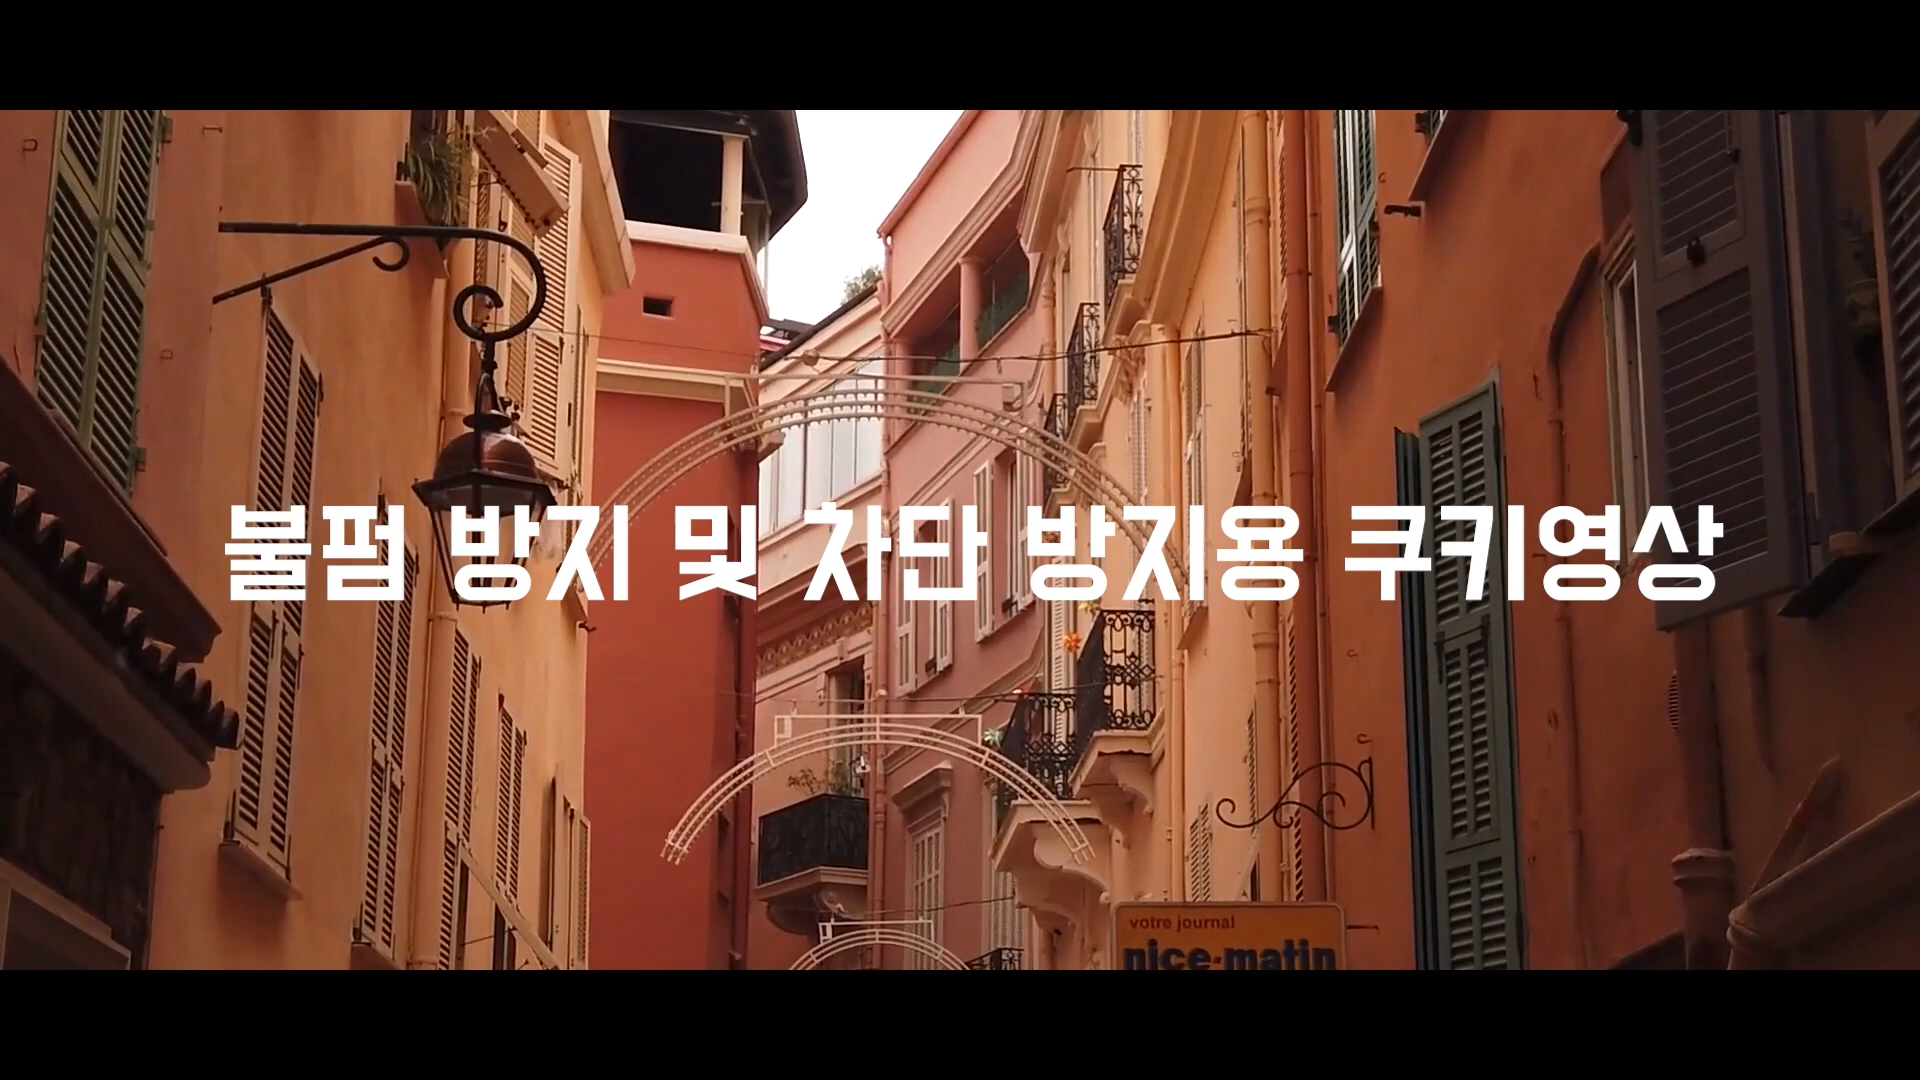 불펌 방지 및 차단 방지용 쿠키영상
votre journal
nice-matin